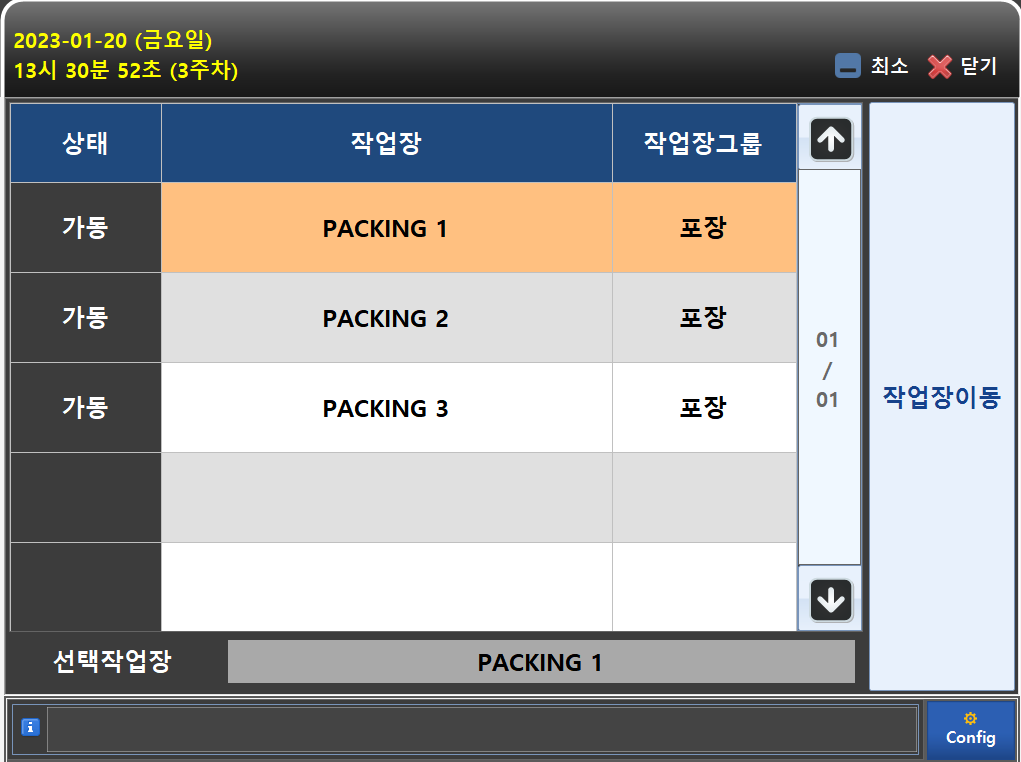 2023-01-20 (금요일)
13시 30분 52초 (3주차)
최소 닫기
상태 작업장 작업장그룹
가동 PACKING 1 포장
가동 PACKING 2 포장
가동 PACKING 3 포장
01
/
01
작업장이동
선택작업장 PACKING 1
Config